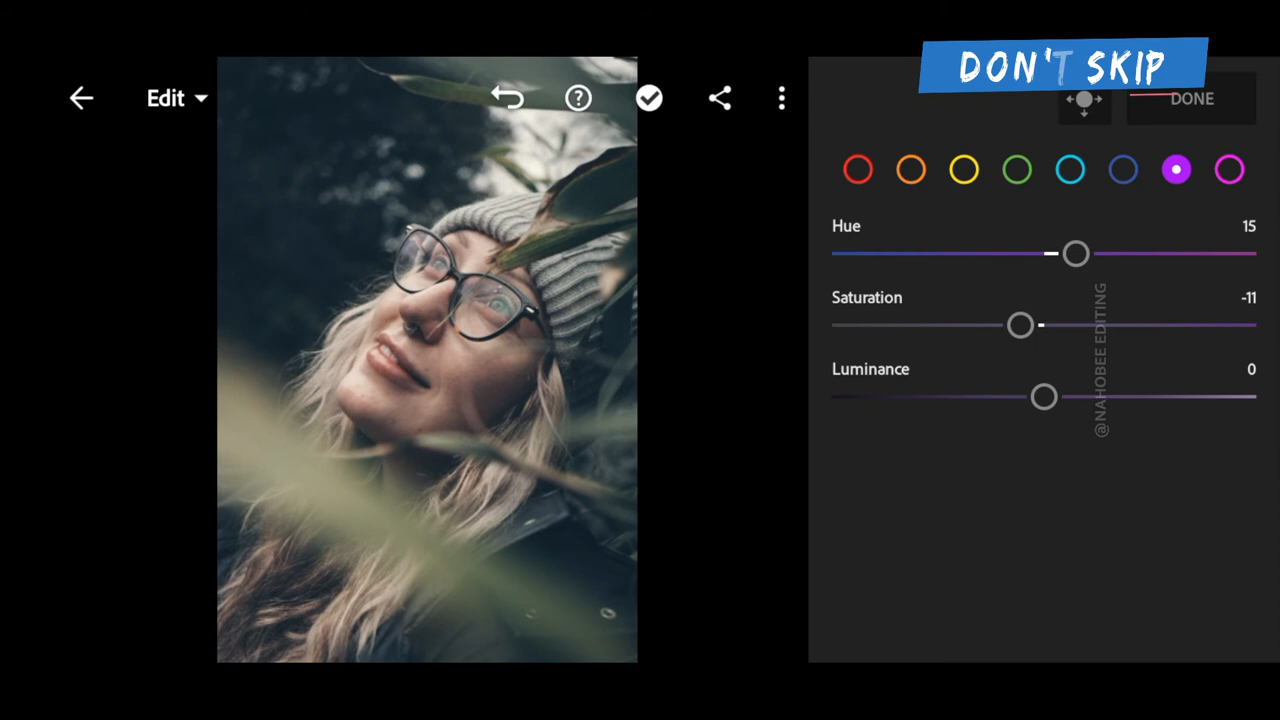 DON'T SKIP
Edit
DONE
Hue 15
Saturation -11
Luminance 0
@NAHOBEE EDITING